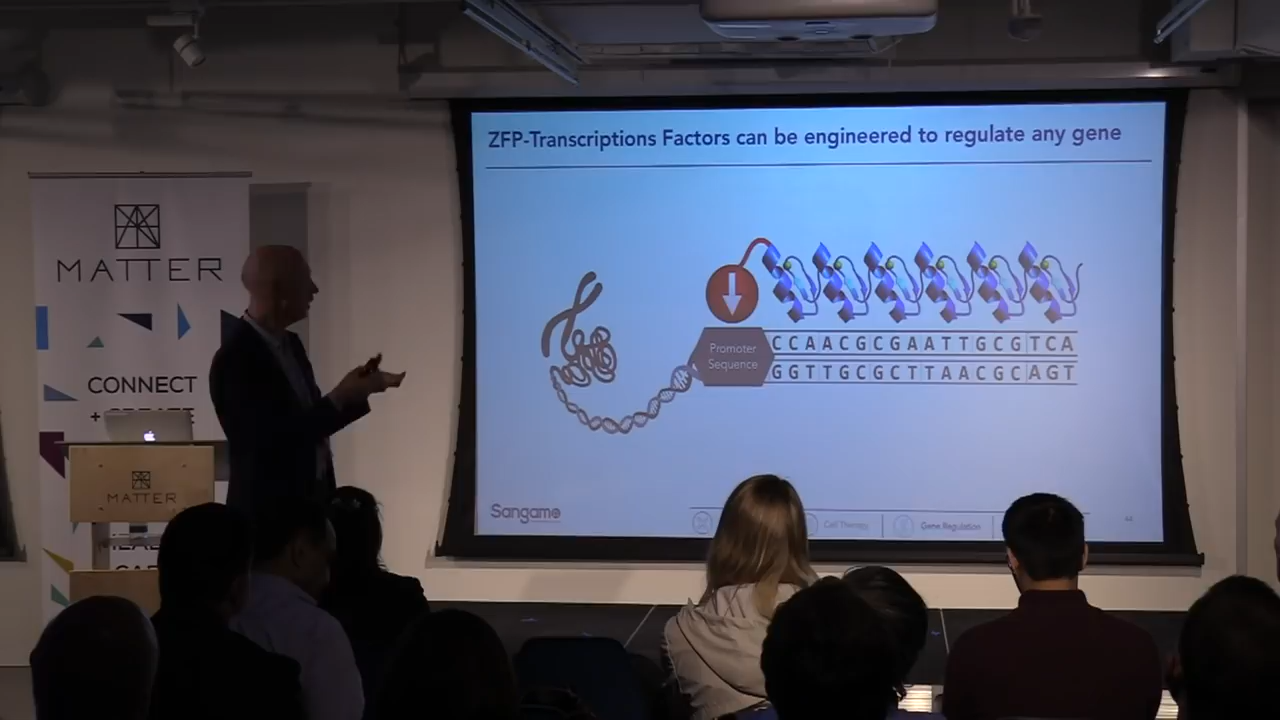 ZFP-Transcriptions Factors can be engineered to regulate any gene
MATTER
CONNECT
+ CREATE
MATTER
Promoter
Sequence
CCAACGCGAATTGCGTCA
GGTTGCGCTTAACGCAGT
Sangamo
Cell Therapy
Gene Regulation